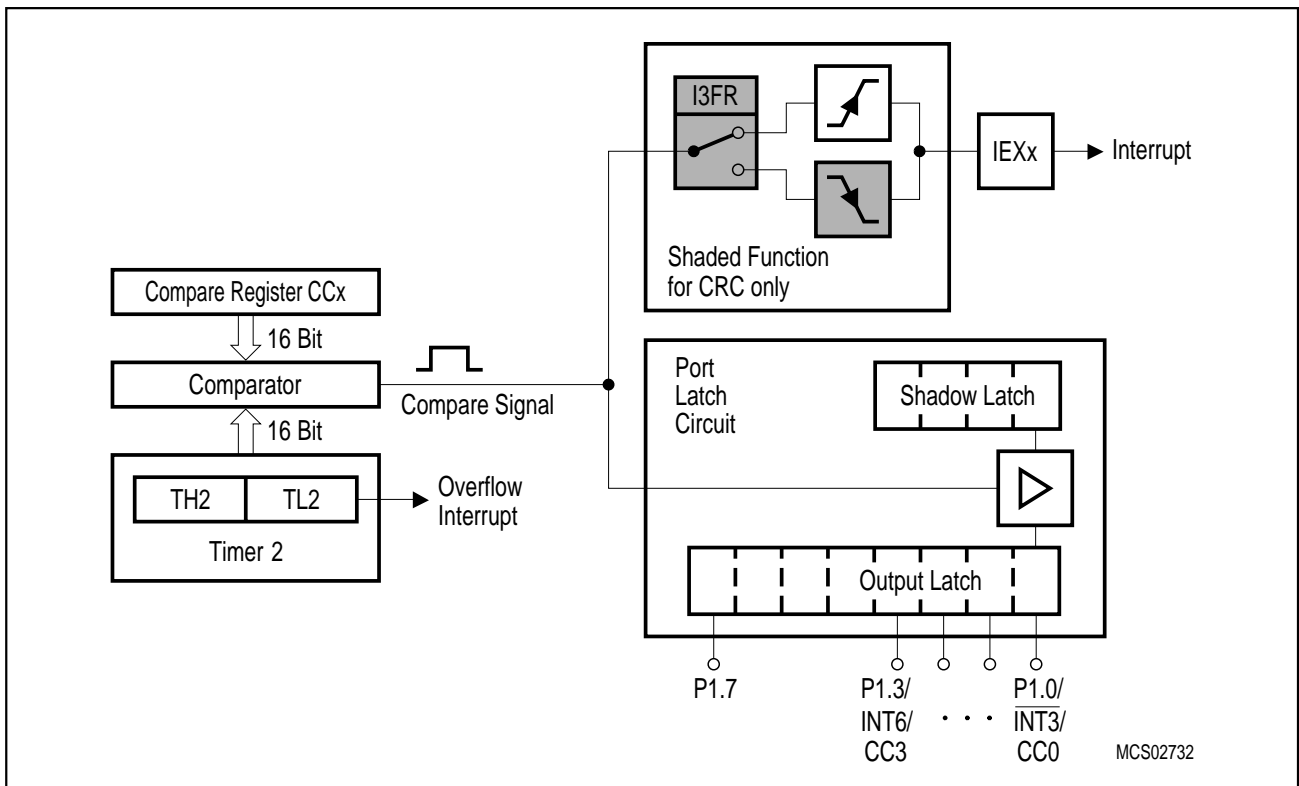 I3FR
IEXx
Interrupt
Shaded Function
for CRC only
Compare Register CCx
16 Bit
Comparator
Compare Signal
16 Bit
TH2
TL2
Timer 2
Overflow
Interrupt
Port
Latch
Circuit
Shadow Latch
Output Latch
P1.7
P1.3/
INT6/
CC3
. . .
P1.0/
INT3/
CC0
MCS02732